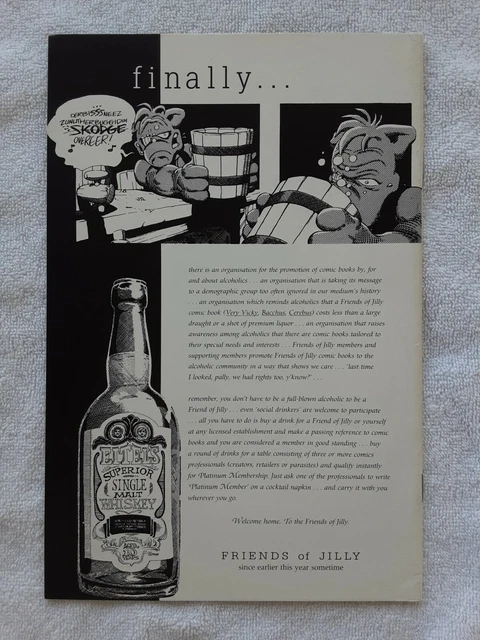 finally...
SKODGE
OVEREER!
there is an organisation for the promotion of comic books by, for
and about alcoholics . . . an organisation that is taking its message
to a demographic group too often ignored in our medium's history
. . . an organisation which reminds alcoholics that a Friends of Jilly
comic book (Very Vicky, Bacchus, Cerebus) costs less than a large
draught or a shot of premium liquor . . . an organisation that raises
awareness among alcoholics that there are comic books tailored to
their special needs and interests . . . Friends of Jilly members and
supporting members promote Friends of Jilly comic books to the
alcoholic community in a way that shows we care . . . 'last time
I looked, pally, we had rights too, y'know?' . . .
remember, you don't have to be a full-blown alcoholic to be a
Friend of Jilly . . . even 'social drinkers' are welcome to participate
. . . all you have to do is buy a drink for a Friend of Jilly or yourself
at any licensed establishment and make a passing reference to comic
books and you are considered a member in good standing . . . buy
a round of drinks for a table consisting of three or more comics
professionals (creators, retailers or parasites) and qualify instantly
for Platinum Membership. Just ask one of the professionals to write
'Platinum Member' on a cocktail napkin . . . and carry it with you
wherever you go.
Welcome home. To the Friends of Jilly.
FRIENDS of JILLY
since earlier this year sometime
EITEL'S
SUPERIOR
SINGLE
MALT
WHISKEY